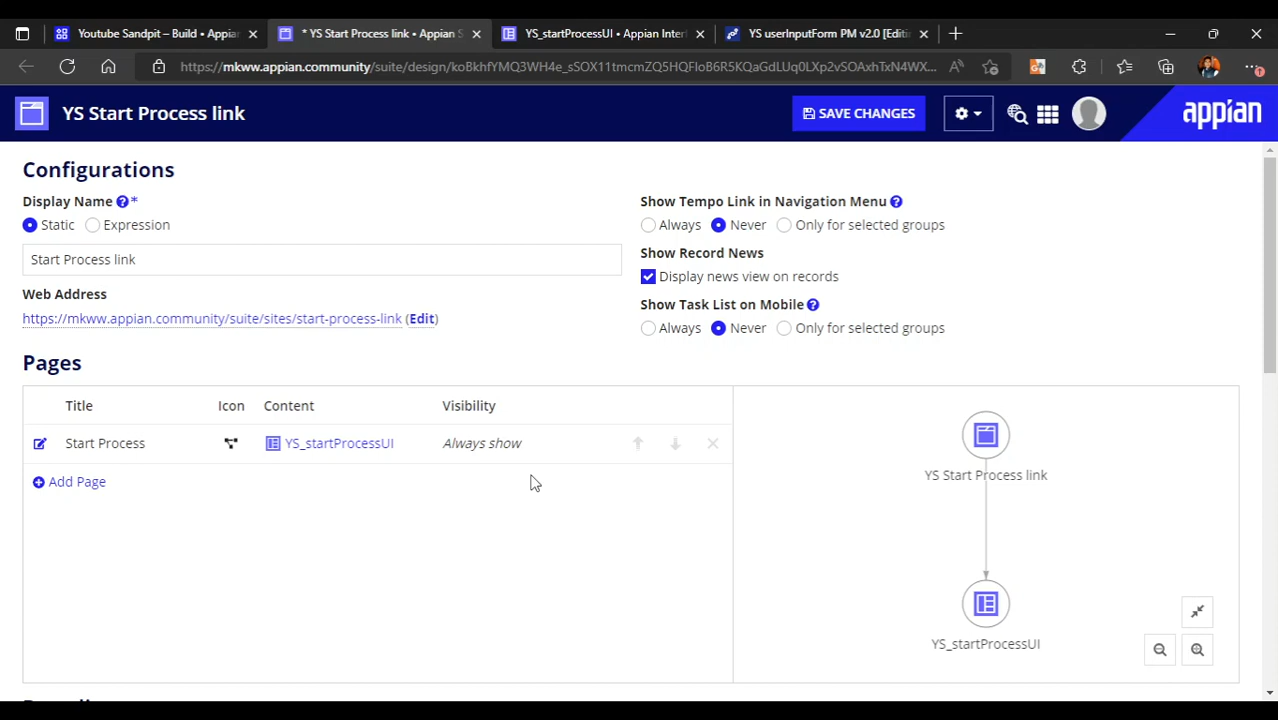 Youtube Sandpit – Build • Appian
* YS Start Process link • Appian S
YS_startProcessUI • Appian Interf
YS userInputForm PM v2.0 [Editin
https://mkww.appian.community/suite/design/koBkhfYMQ3WH4e_sSOX11tmcmZQ5HQFIoB6R5KQaGdLUq0LXp2vSOAxhTxN4WX...
YS Start Process link
SAVE CHANGES
appian
Configurations
Display Name ?*
Static Expression
Start Process link
Web Address
https://mkww.appian.community/suite/sites/start-process-link (Edit)
Show Tempo Link in Navigation Menu ?
Always Never Only for selected groups
Show Record News
Display news view on records
Show Task List on Mobile ?
Always Never Only for selected groups
Pages
Title Icon Content Visibility
Start Process YS_startProcessUI Always show
Add Page
YS Start Process link
YS_startProcessUI